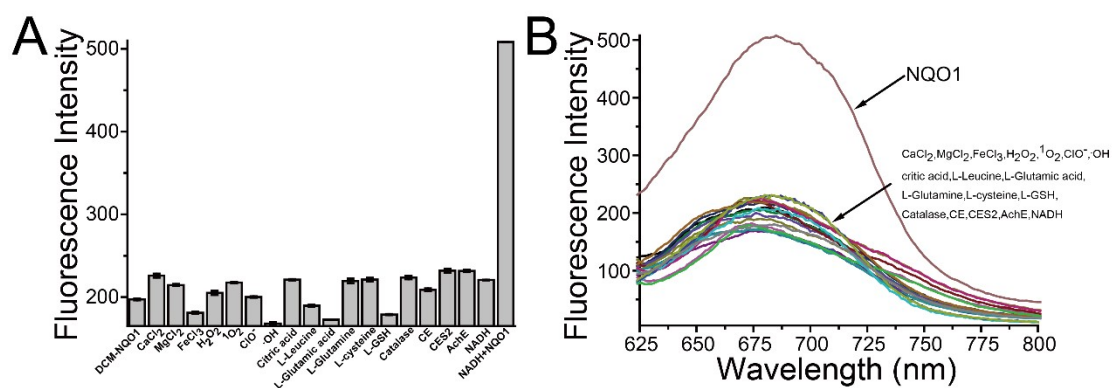 A
Fluorescence Intensity
500
400
300
200
DCM-NQO1
CaCl₂
MgCl₂
FeCl₃
H₂O₂
¹O₂
ClO⁻
·OH
Citric acid
L-Leucine
L-Glutamic acid
L-Glutamine
L-cysteine
L-GSH
Catalase
CE
CES2
AchE
NADH
NADH+NQO1
B
Fluorescence Intensity
500
400
300
200
100
NQO1
CaCl₂,MgCl₂,FeCl₃,H₂O₂,¹O₂,ClO⁻,·OH
critic acid,L-Leucine,L-Glutamic acid,
L-Glutamine,L-cysteine,L-GSH,
Catalase,CE,CES2,AchE,NADH
625 650 675 700 725 750 775 800
Wavelength (nm)